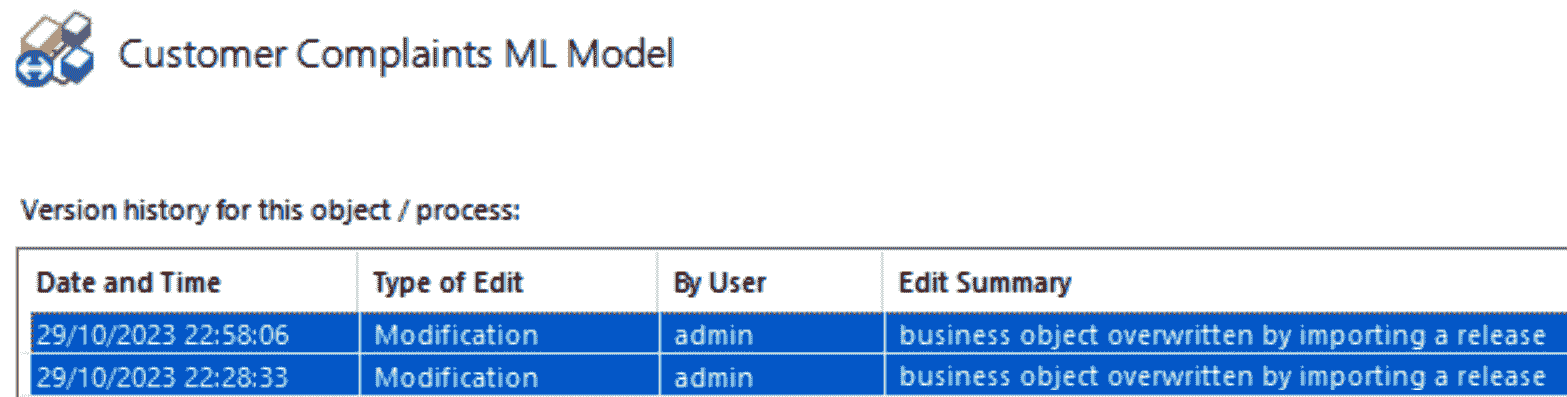 Customer Complaints ML Model
Version history for this object / process:
Date and Time Type of Edit By User Edit Summary
29/10/2023 22:58:06 Modification admin business object overwritten by importing a release
29/10/2023 22:28:33 Modification admin business object overwritten by importing a release